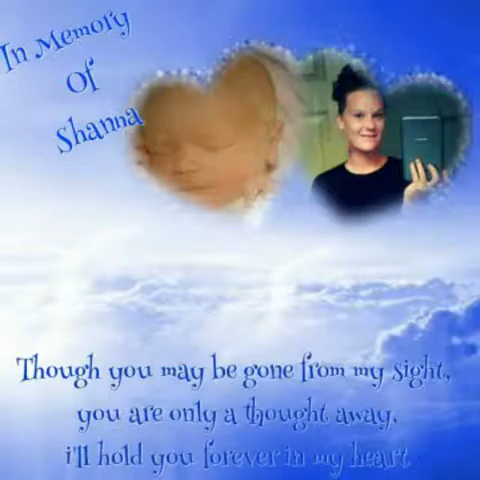 In Memory
Of
Shanna
Though you may be gone from my sight,
you are only a thought away,
i'll hold you forever in my heart